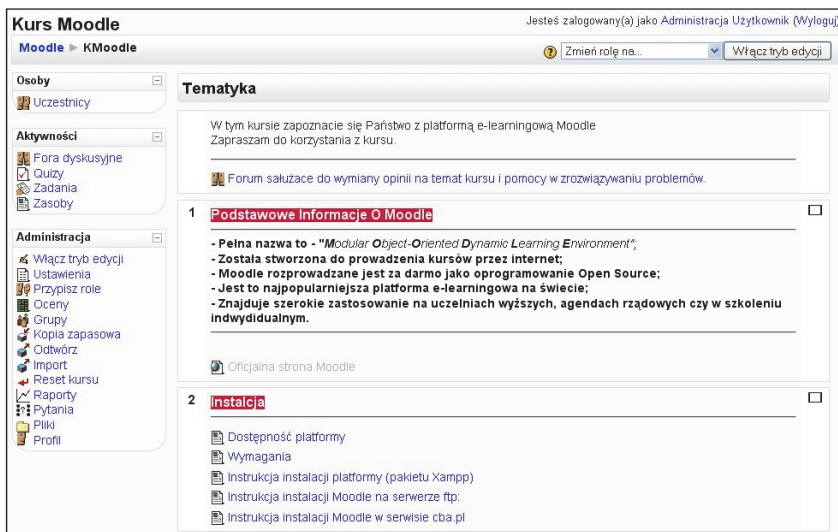 Kurs Moodle
Jesteś zalogowany(a) jako Administracja Użytkownik (Wyloguj)
Moodle ► KMoodle
Zmień rolę na...
Włącz tryb edycji
Osoby
Uczestnicy
Aktywności
Fora dyskusyjne
Quizy
Zadania
Zasoby
Administracja
Włącz tryb edycji
Ustawienia
Przypisz role
Oceny
Grupy
Kopia zapasowa
Odtwórz
Import
Reset kursu
Raporty
Pytania
Pliki
Profil
Tematyka
W tym kursie zapoznacie się Państwo z platformą e-learningową Moodle
Zapraszam do korzystania z kursu.
Forum sałużące do wymiany opinii na temat kursu i pomocy w zrozwiązywaniu problemów.
1 Podstawowe Informacje O Moodle
- Pełna nazwa to - "Modular Object-Oriented Dynamic Learning Environment";
- Została stworzona do prowadzenia kursów przez internet;
- Moodle rozprowadzane jest za darmo jako oprogramowanie Open Source;
- Jest to najpopularniejsza platforma e-learningowa na świecie;
- Znajduje szerokie zastosowanie na uczelniach wyższych, agendach rządowych czy w szkoleniu
indwydidualnym.
Oficjalna strona Moodle
2 Instalcja
Dostępność platformy
Wymagania
Instrukcja instalacji platformy (pakietu Xampp)
Instrukcja instalacji Moodle na serwerze ftp:
Instrukcja instalacji Moodle w serwisie cba.pl